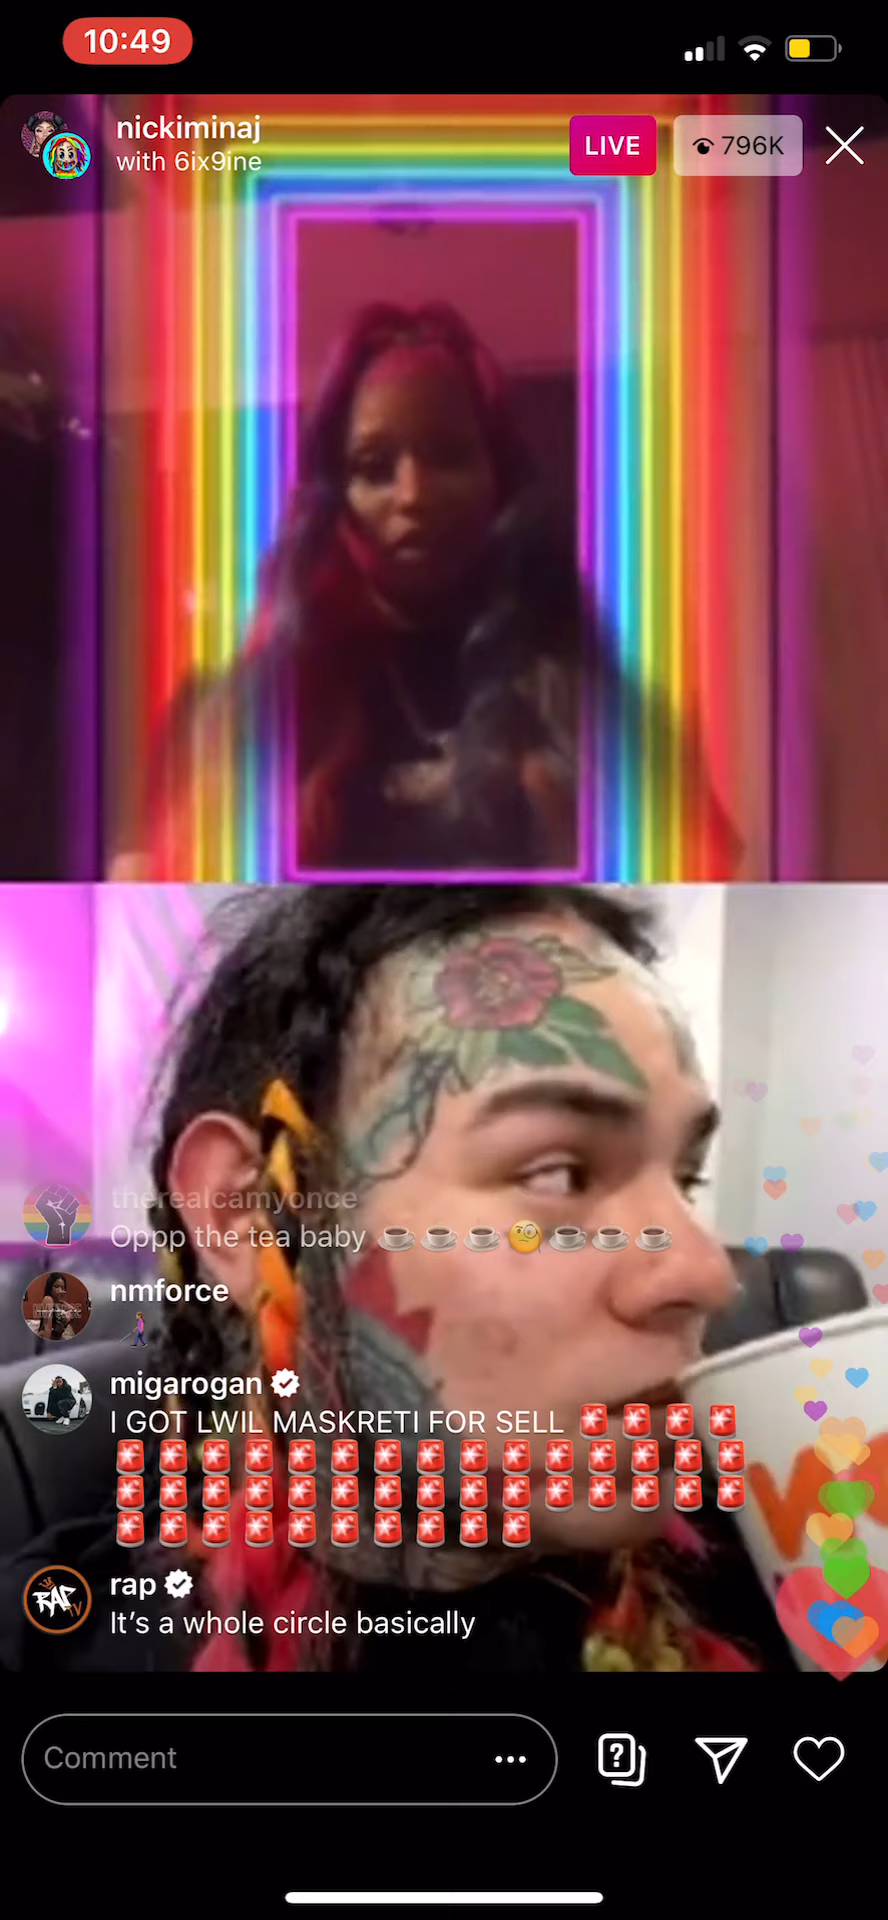 10:49
nickiminaj
with 6ix9ine
LIVE
796K
therealcamyonce
Oppp the tea baby ☕☕☕🧐☕☕☕
nmforce
migarogan
I GOT LWIL MASKRETI FOR SELL 🚨🚨🚨🚨
🚨🚨🚨🚨🚨🚨🚨🚨🚨🚨🚨🚨🚨🚨🚨
🚨🚨🚨🚨🚨🚨🚨🚨🚨🚨🚨🚨🚨🚨🚨
🚨🚨🚨🚨🚨🚨🚨🚨🚨🚨
rap
It's a whole circle basically
Comment